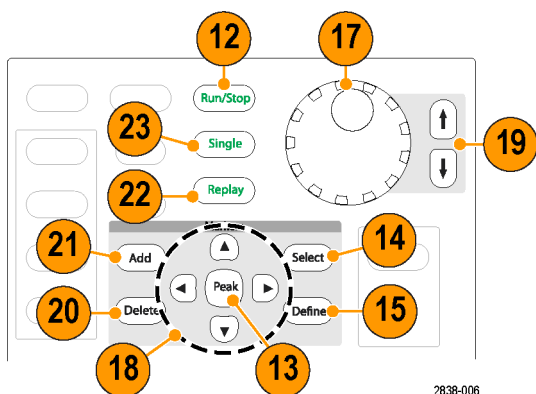 12
17
Run/Stop
23
Single
19
Replay
22
21
Add
Select
14
Peak
20
Delete
Define
15
18
13
2838-006